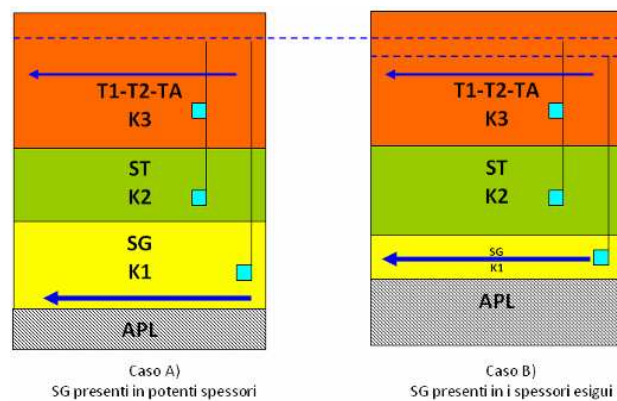 T1-T2-TA
K3
ST
K2
SG
K1
APL
Caso A)
SG presenti in potenti spessori
T1-T2-TA
K3
ST
K2
SG
K1
APL
Caso B)
SG presenti in i spessori esigui